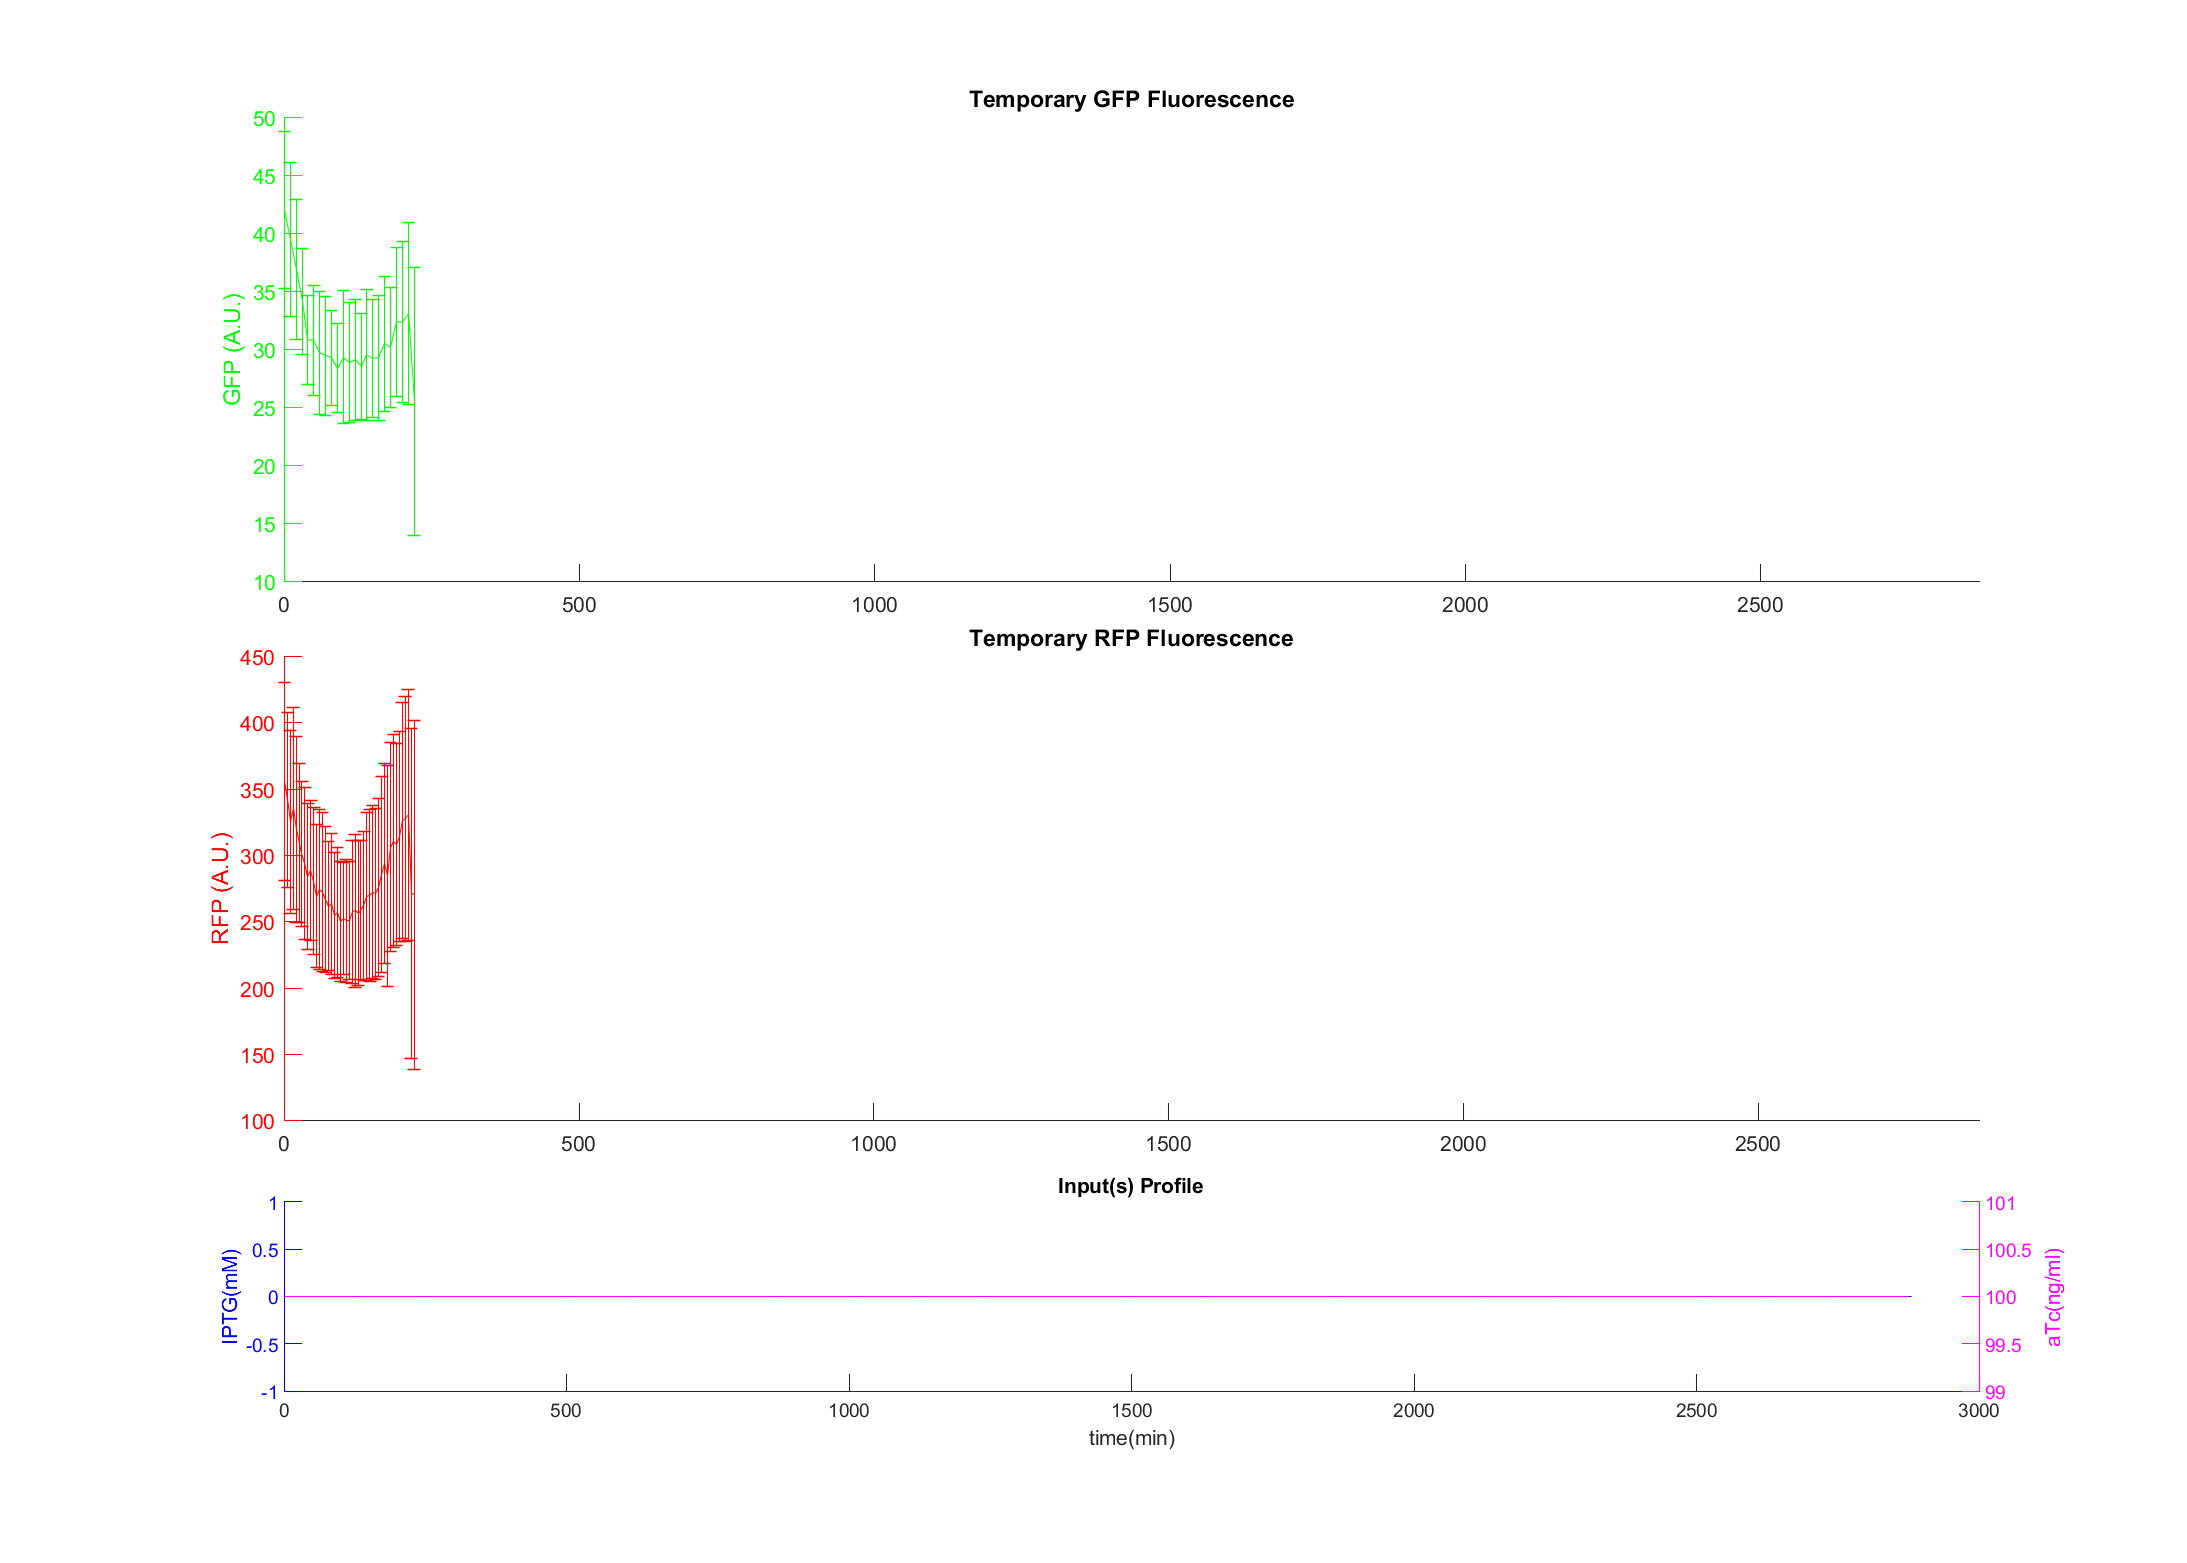 Temporary GFP Fluorescence
50
45
40
35
30
25
20
15
10
GFP (A.U.)
0 500 1000 1500 2000 2500
Temporary RFP Fluorescence
450
400
350
300
250
200
150
100
RFP (A.U.)
0 500 1000 1500 2000 2500
Input(s) Profile
1
0.5
0
-0.5
-1
IPTG(mM)
101
100.5
100
99.5
99
aTc(ng/ml)
0 500 1000 1500 2000 2500 3000
time(min)